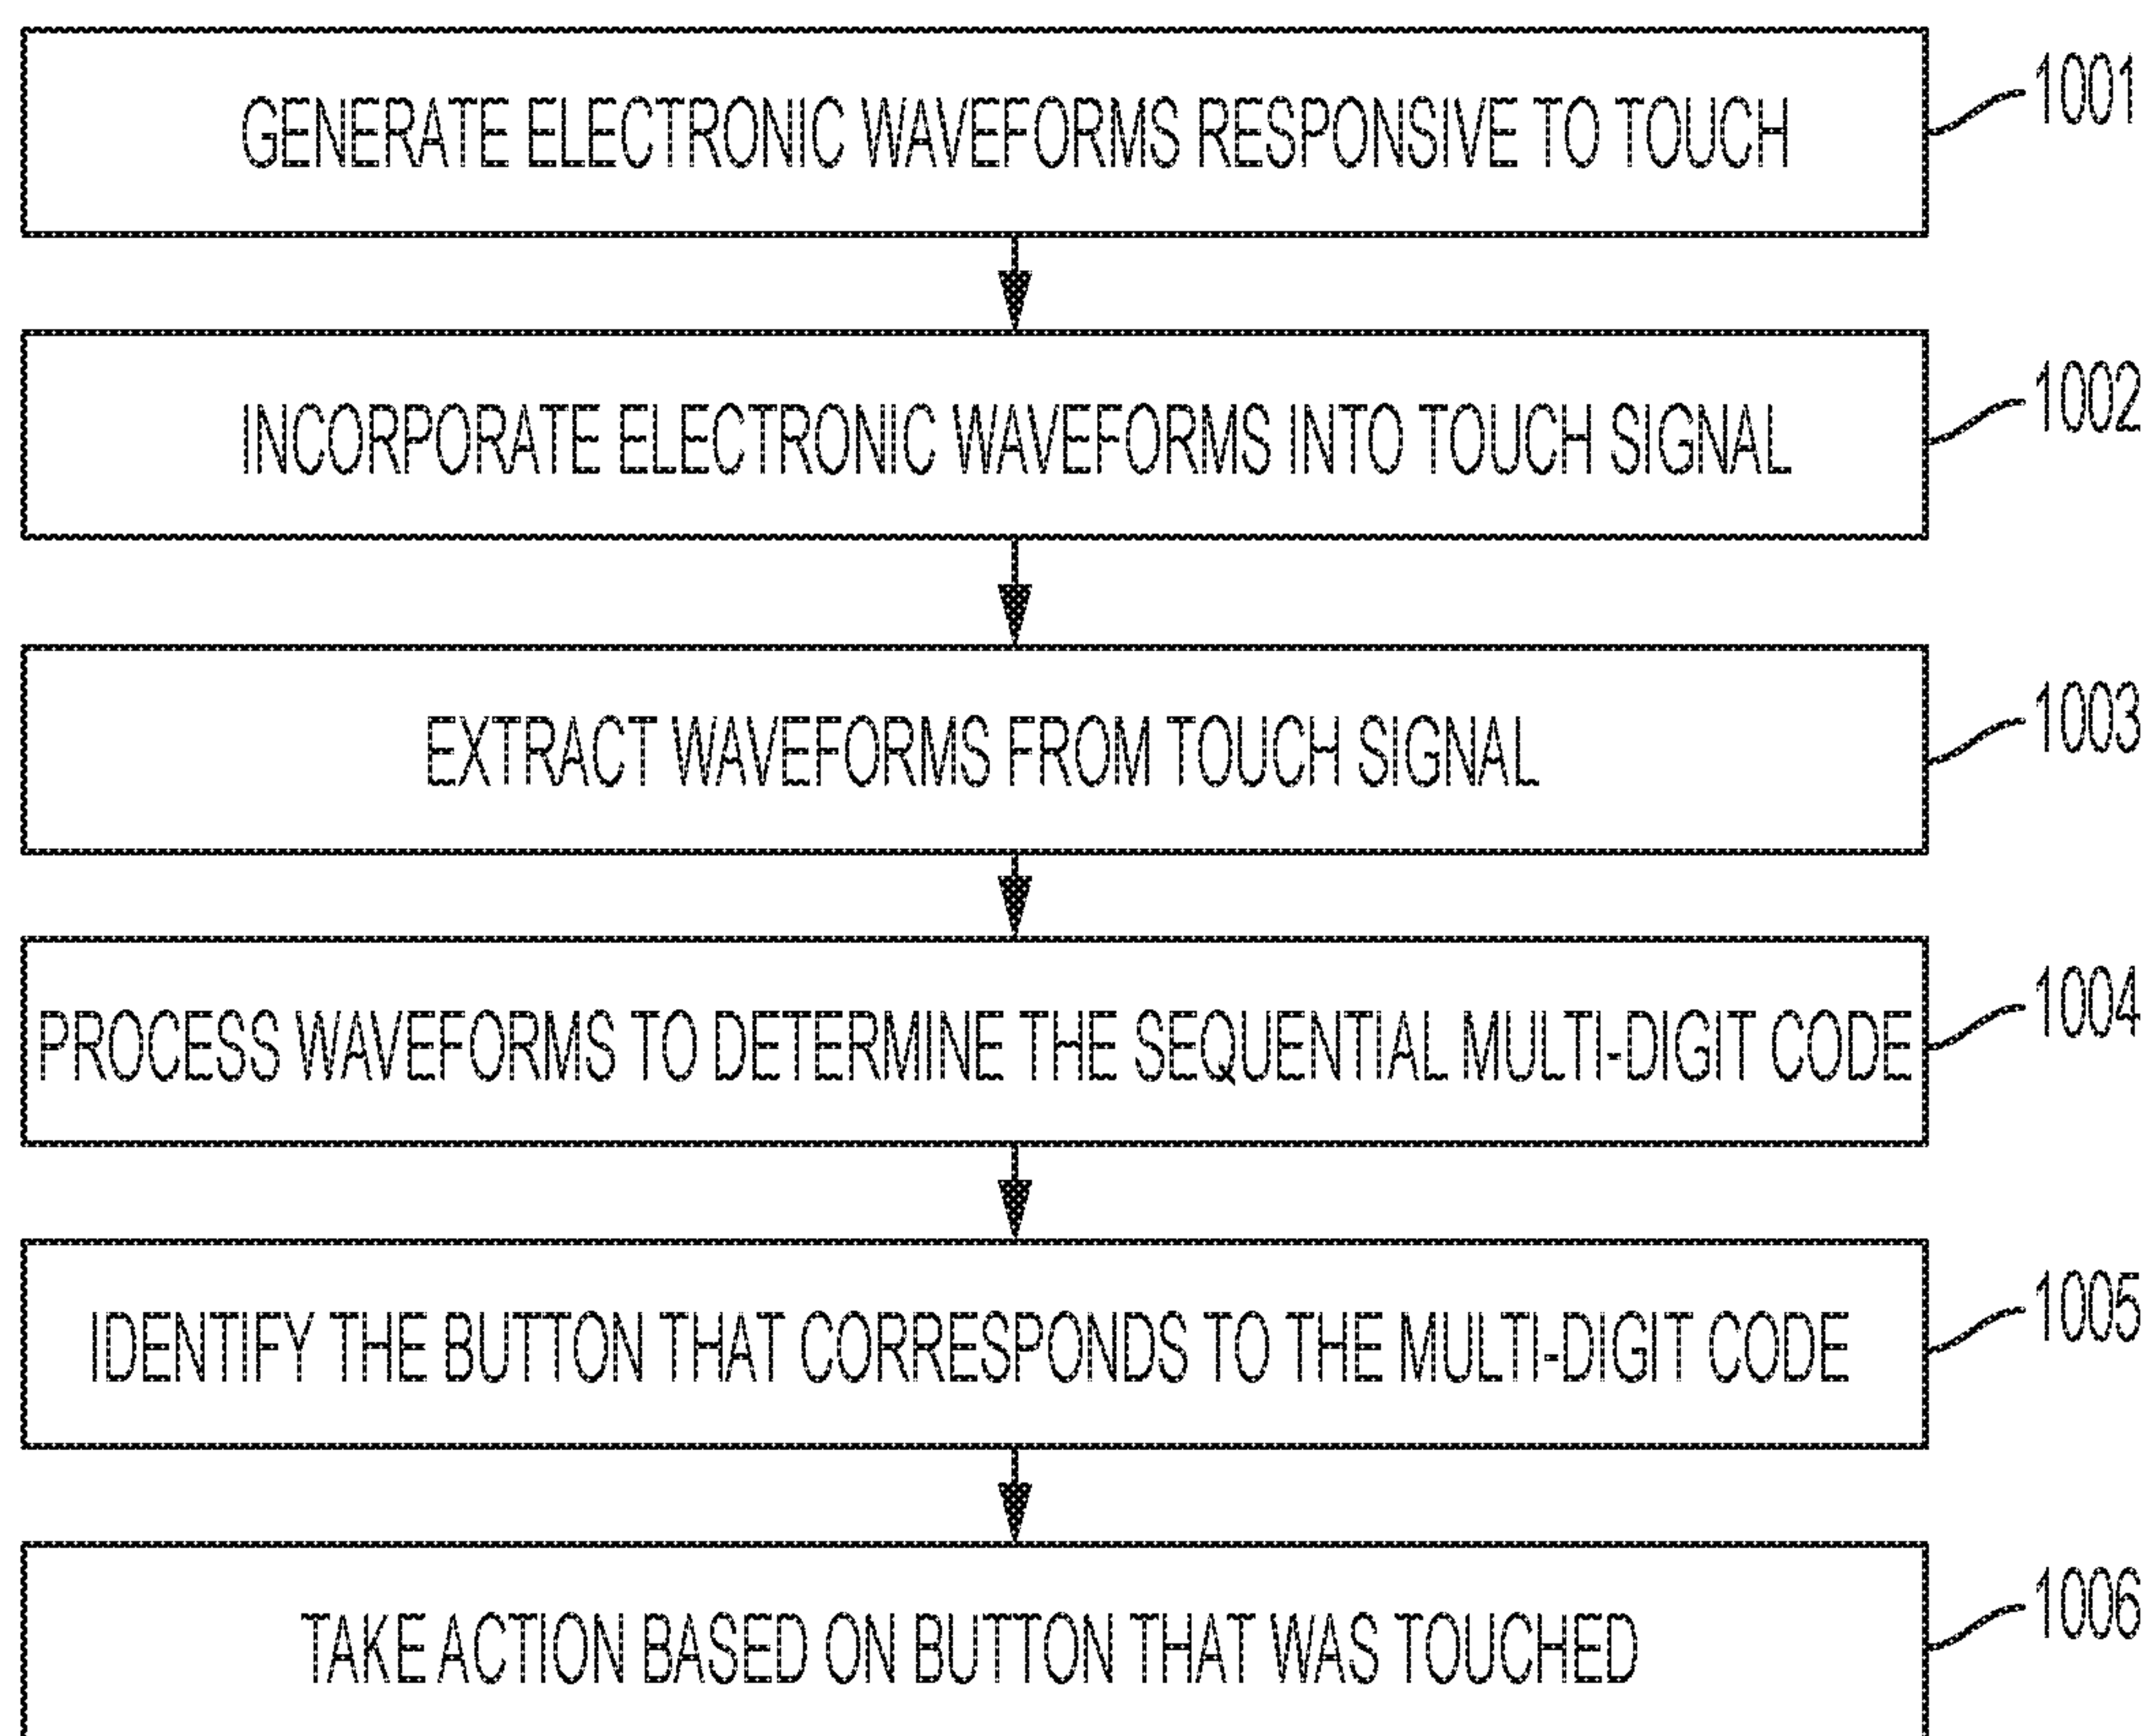 GENERATE ELECTRONIC WAVEFORMS RESPONSIVE TO TOUCH
1001
INCORPORATE ELECTRONIC WAVEFORMS INTO TOUCH SIGNAL
1002
EXTRACT WAVEFORMS FROM TOUCH SIGNAL
1003
PROCESS WAVEFORMS TO DETERMINE THE SEQUENTIAL MULTI-DIGIT CODE
1004
IDENTIFY THE BUTTON THAT CORRESPONDS TO THE MULTI-DIGIT CODE
1005
TAKE ACTION BASED ON BUTTON THAT WAS TOUCHED
1006